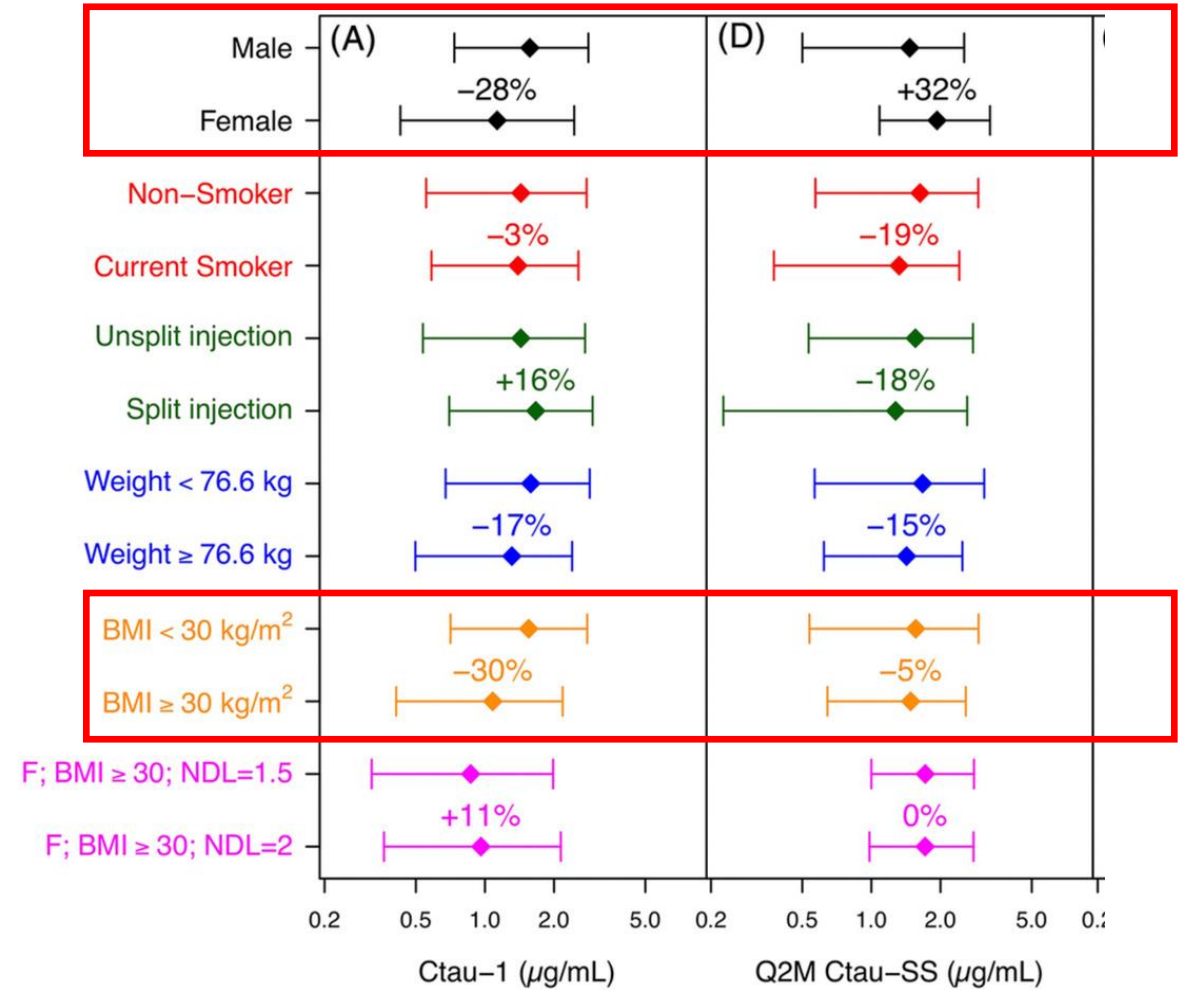 Male
(A)
(D)
−28%
+32%
Female
Non−Smoker
−3%
−19%
Current Smoker
Unsplit injection
+16%
−18%
Split injection
Weight < 76.6 kg
−17%
−15%
Weight ≥ 76.6 kg
BMI < 30 kg/m²
−30%
−5%
BMI ≥ 30 kg/m²
F; BMI ≥ 30; NDL=1.5
+11%
0%
F; BMI ≥ 30; NDL=2
0.2 0.5 1.0 2.0 5.0 0.2 0.5 1.0 2.0 5.0
Ctau−1 (μg/mL) Q2M Ctau−SS (μg/mL)